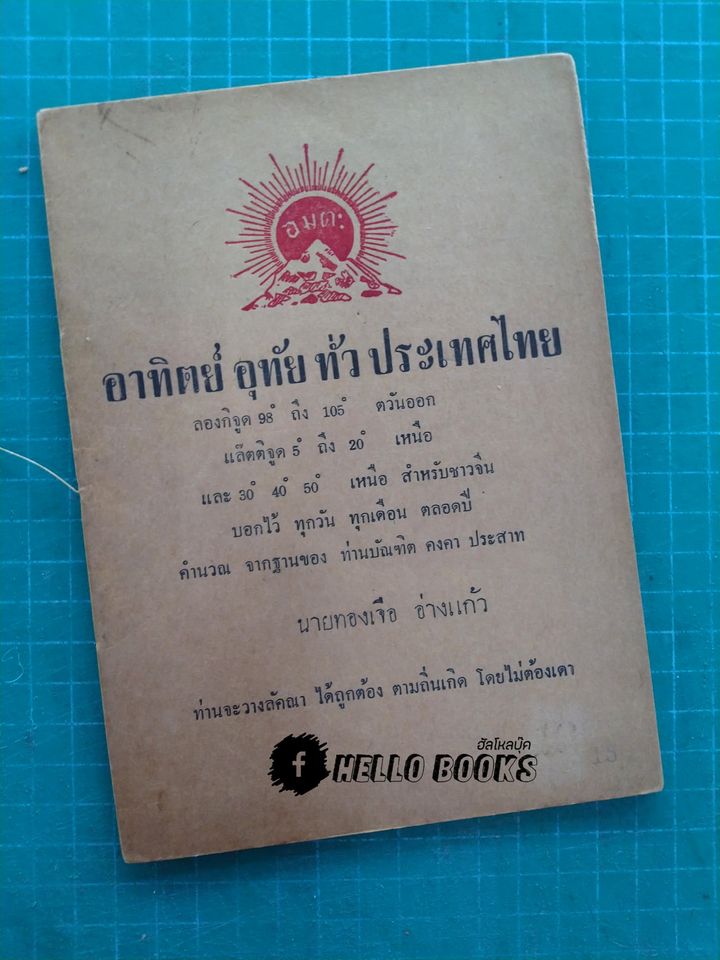 อมตะ
อาทิตย์ อุทัย ทั่ว ประเทศไทย
ลองกิจูด 98° ถึง 105° ตวันออก
แล๊ตติจูด 5° ถึง 20° เหนือ
และ 30° 40° 50° เหนือ สำหรับชาวจีน
บอกไว้ ทุกวัน ทุกเดือน ตลอดปี
คำนวณ จากฐานของ ท่านบัณฑิต คงคา ประสาท
นายทองเจือ อ่างแก้ว
ท่านจะวางลัคณา ได้ถูกต้อง ตามถิ่นเกิด โดยไม่ต้องเดา
ฮัลโหลบุ๊ค
f HELLO BOOKS